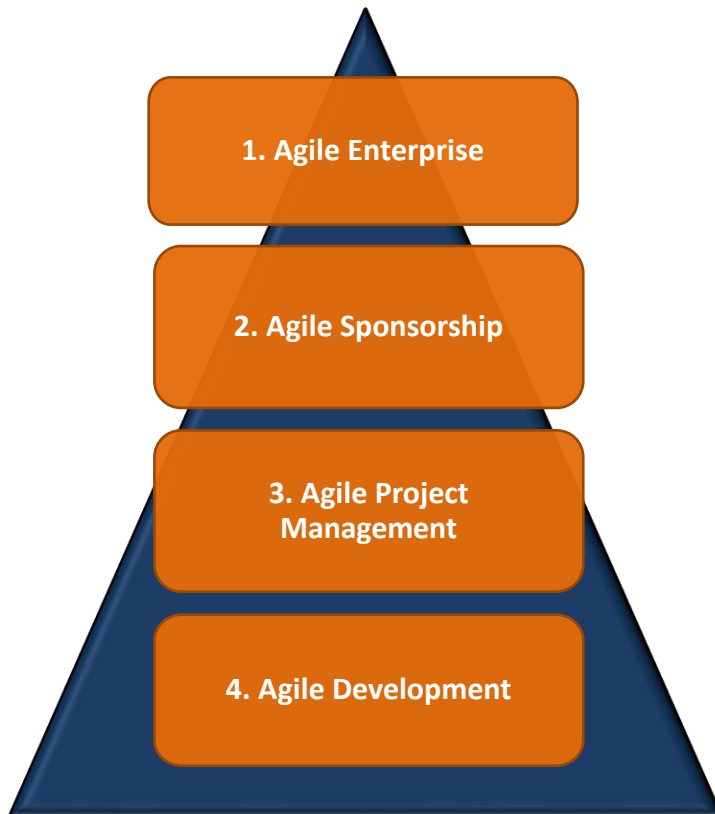 1. Agile Enterprise
2. Agile Sponsorship
3. Agile Project
Management
4. Agile Development